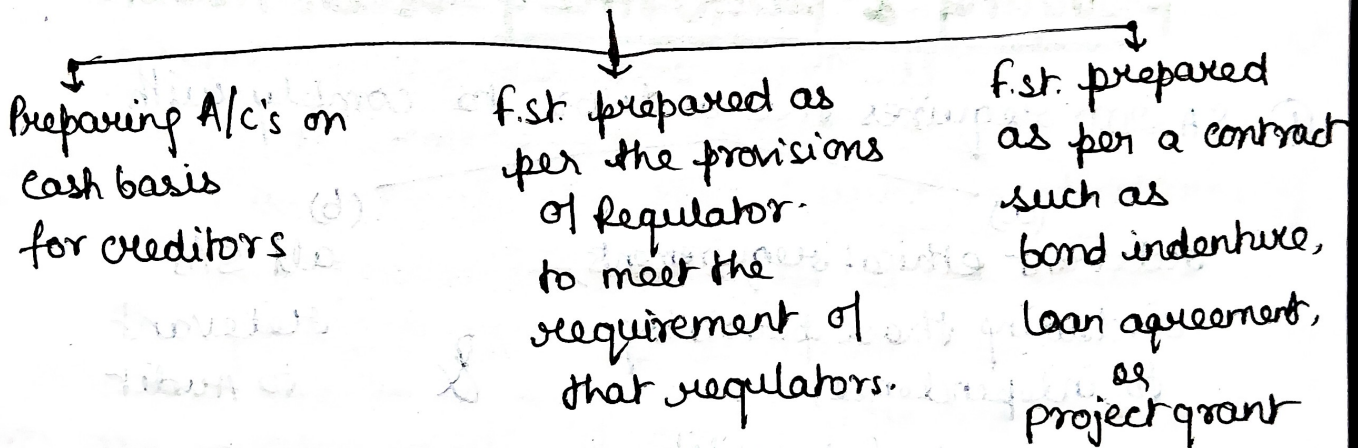 Preparing A/c's on
cash basis
for creditors
f.st. prepared as
per the provisions
of Regulator.
to meet the
requirement of
that regulators.
f.st. prepared
as per a contract
such as
bond indenture,
loan agreement,
or
project grant